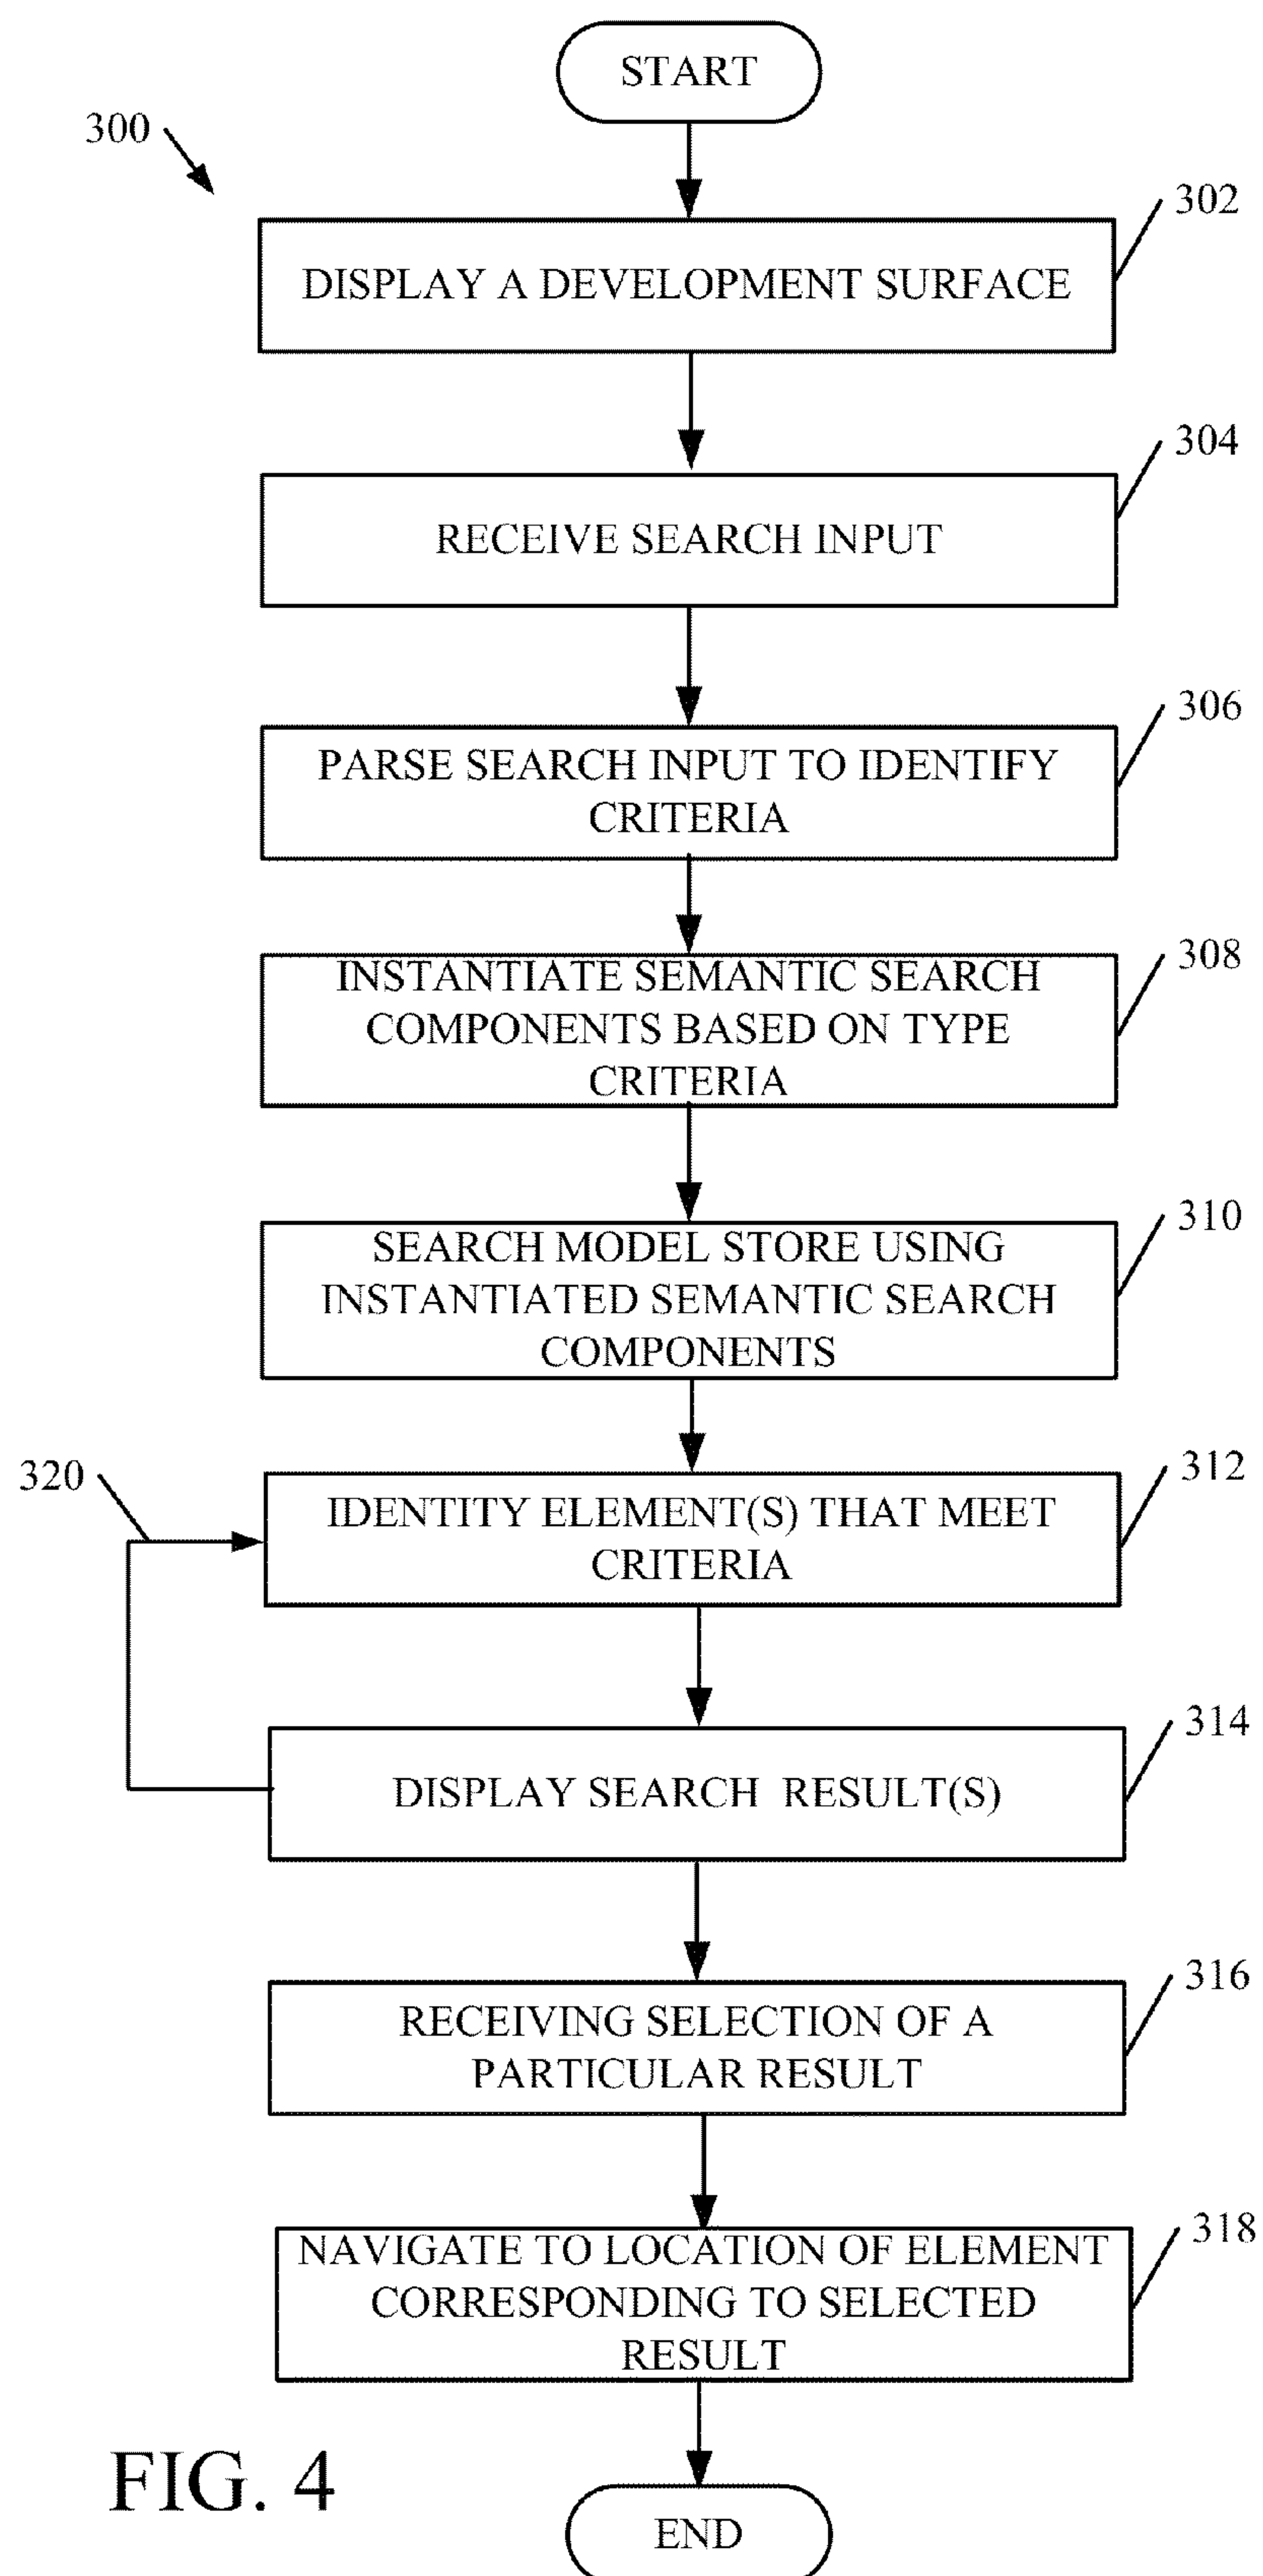 START
300
302
DISPLAY A DEVELOPMENT SURFACE
304
RECEIVE SEARCH INPUT
306
PARSE SEARCH INPUT TO IDENTIFY
CRITERIA
308
INSTANTIATE SEMANTIC SEARCH
COMPONENTS BASED ON TYPE
CRITERIA
310
SEARCH MODEL STORE USING
INSTANTIATED SEMANTIC SEARCH
COMPONENTS
320
312
IDENTITY ELEMENT(S) THAT MEET
CRITERIA
314
DISPLAY SEARCH RESULT(S)
316
RECEIVING SELECTION OF A
PARTICULAR RESULT
318
NAVIGATE TO LOCATION OF ELEMENT
CORRESPONDING TO SELECTED
RESULT
FIG. 4
END